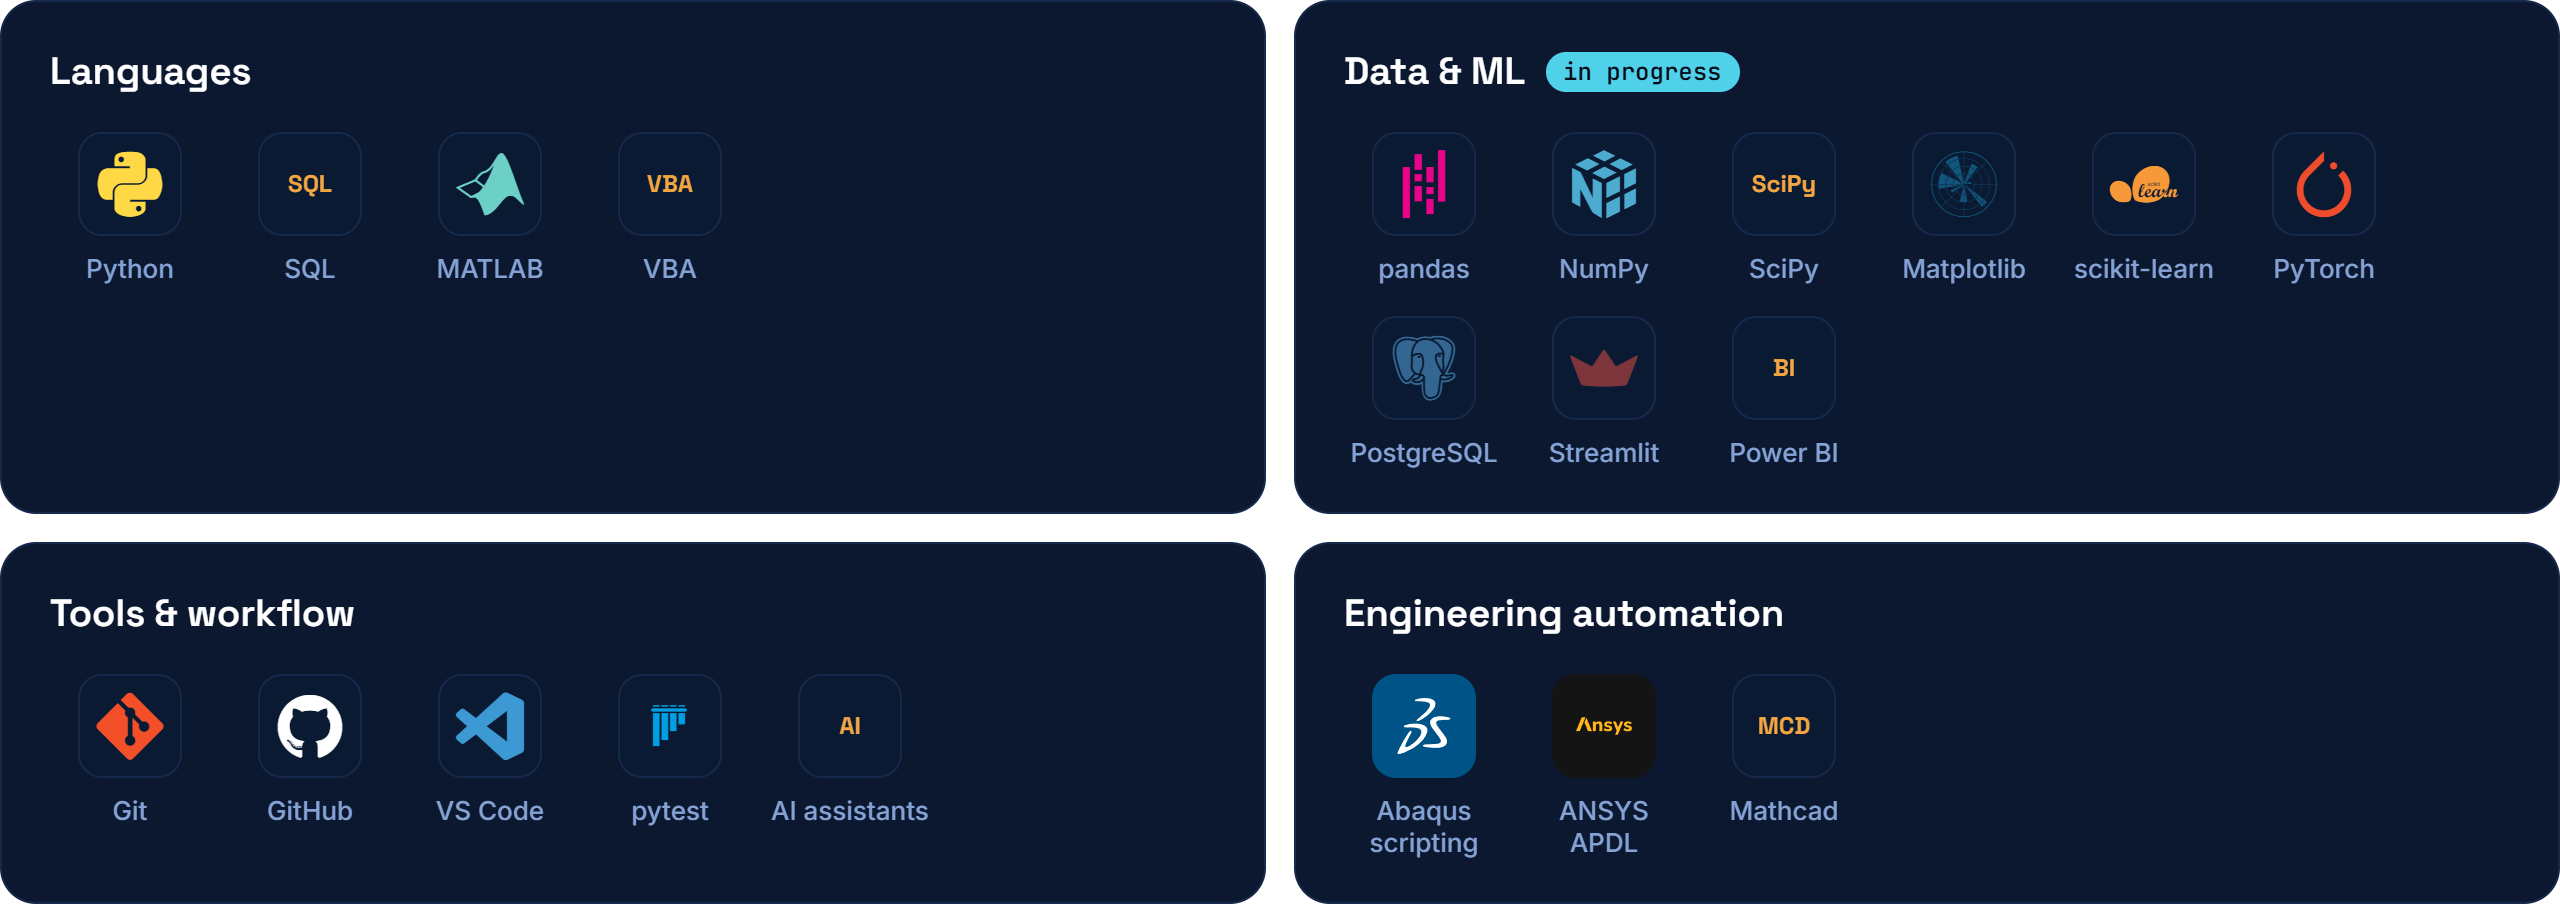 Languages
SQL
VBA
Python
SQL
MATLAB
VBA
Data & ML
in progress
SciPy
scikit
learn
pandas
NumPy
SciPy
Matplotlib
scikit-learn
PyTorch
BI
PostgreSQL
Streamlit
Power BI
Tools & workflow
AI
Git
GitHub
VS Code
pytest
AI assistants
Engineering automation
Ansys
MCD
Abaqus
scripting
ANSYS
APDL
Mathcad